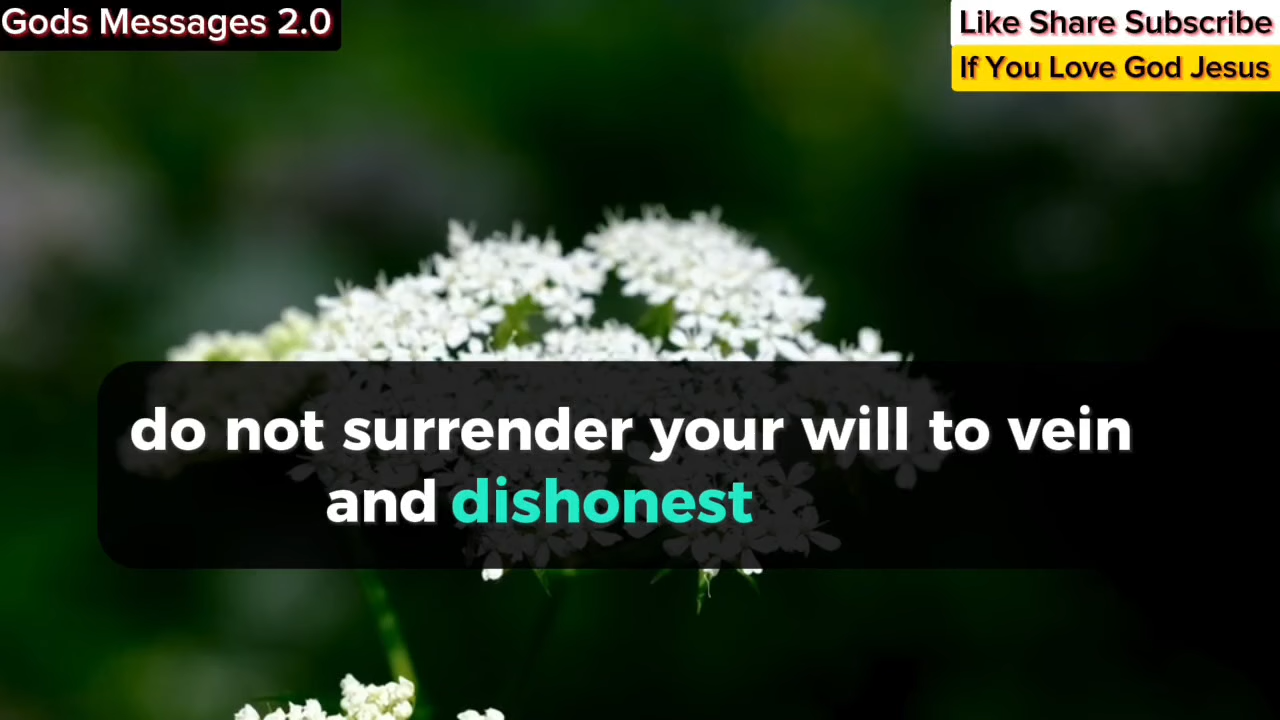 Gods Messages 2.0
Like Share Subscribe
If You Love God Jesus
do not surrender your will to vein
and dishonest